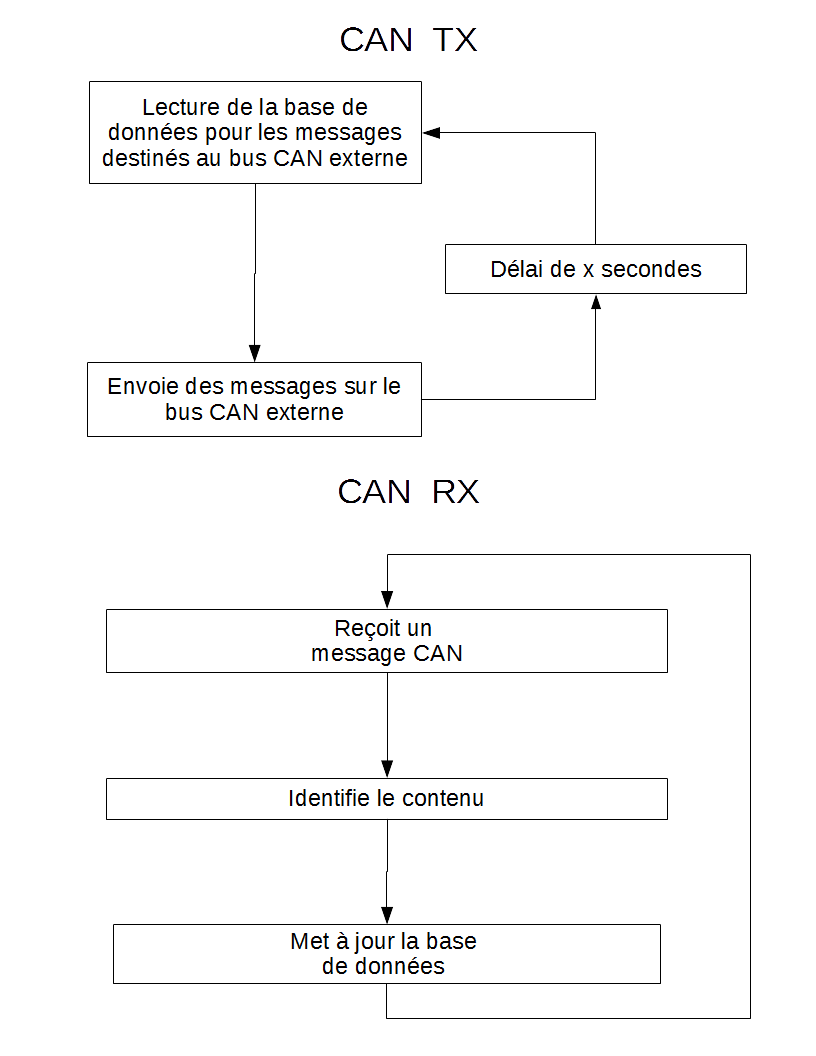 CAN TX
Lecture de la base de
données pour les messages
destinés au bus CAN externe
Délai de x secondes
Envoie des messages sur le
bus CAN externe
CAN RX
Reçoit un
message CAN
Identifie le contenu
Met à jour la base
de données